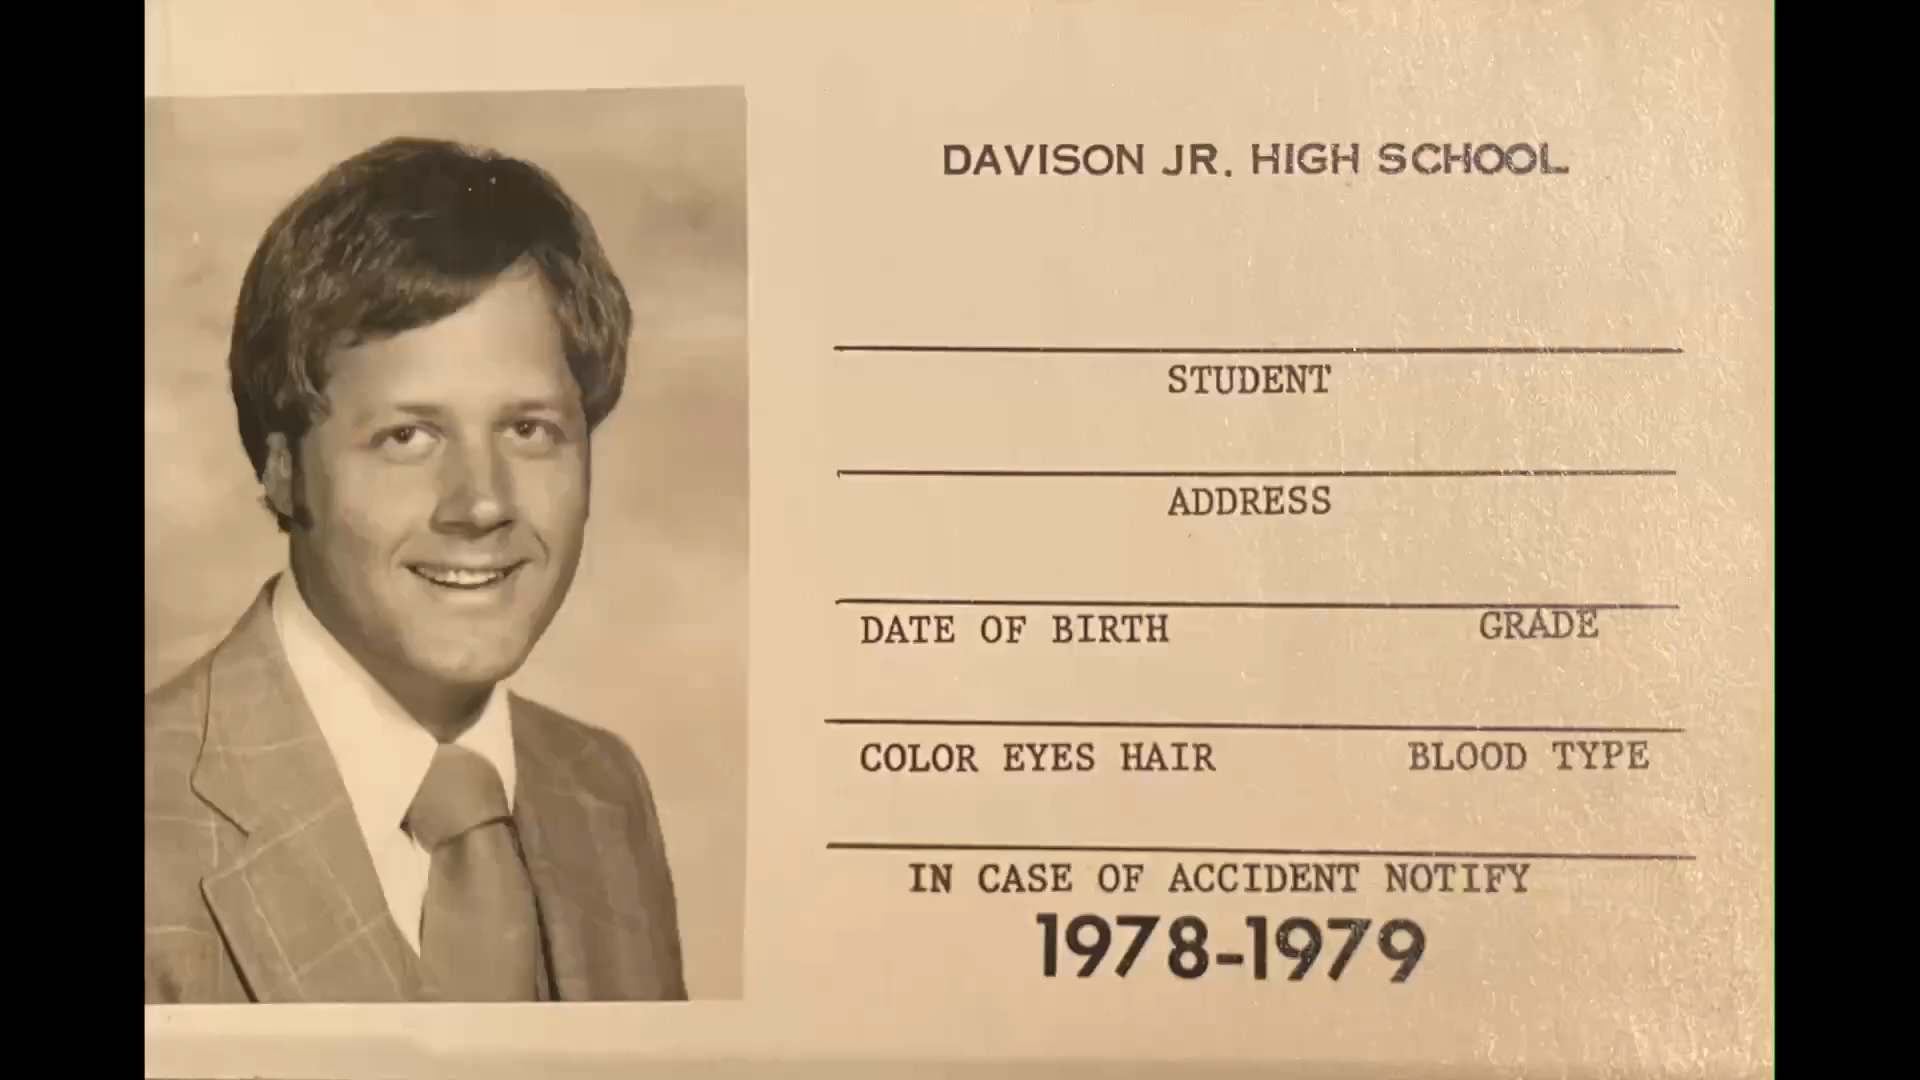 DAVISON JR. HIGH SCHOOL
STUDENT
ADDRESS
DATE OF BIRTH GRADE
COLOR EYES HAIR BLOOD TYPE
IN CASE OF ACCIDENT NOTIFY
1978-1979